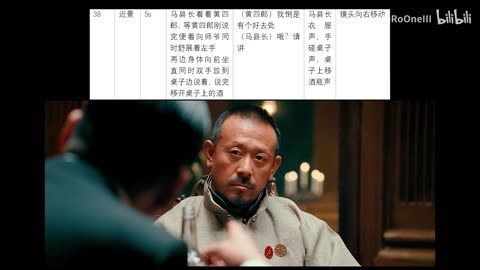 RoOneIII bilibili
38 近景 5s 马县长看着黄四 （黄四郎）我倒是 马县长 镜头向右移动
郎，等黄四郎刚说 有个好去处 衣服
完便看向师爷同 （马县长）哦？请 声，手
时舒展着左手 讲 碰桌子
两边身体向前坐 声，桌
直同时双手放到 子上移
桌子边说着，说完 酒瓶声
移开桌子上的酒